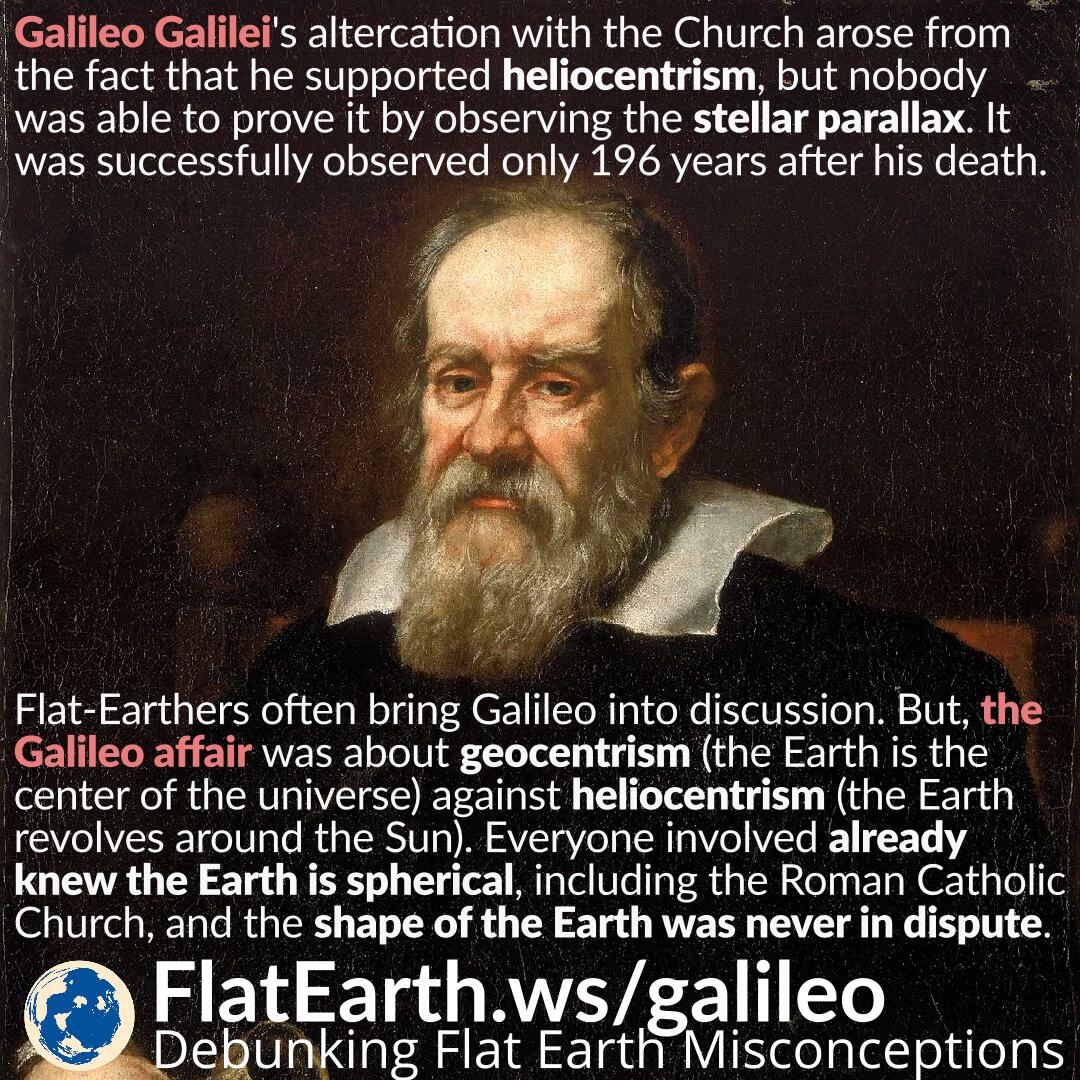 Galileo Galilei's altercation with the Church arose from
the fact that he supported heliocentrism, but nobody
was able to prove it by observing the stellar parallax. It
was successfully observed only 196 years after his death.
Flat-Earthers often bring Galileo into discussion. But, the
Galileo affair was about geocentrism (the Earth is the
center of the universe) against heliocentrism (the Earth
revolves around the Sun). Everyone involved already
knew the Earth is spherical, including the Roman Catholic
Church, and the shape of the Earth was never in dispute.
FlatEarth.ws/galileo
Debunking Flat Earth Misconceptions